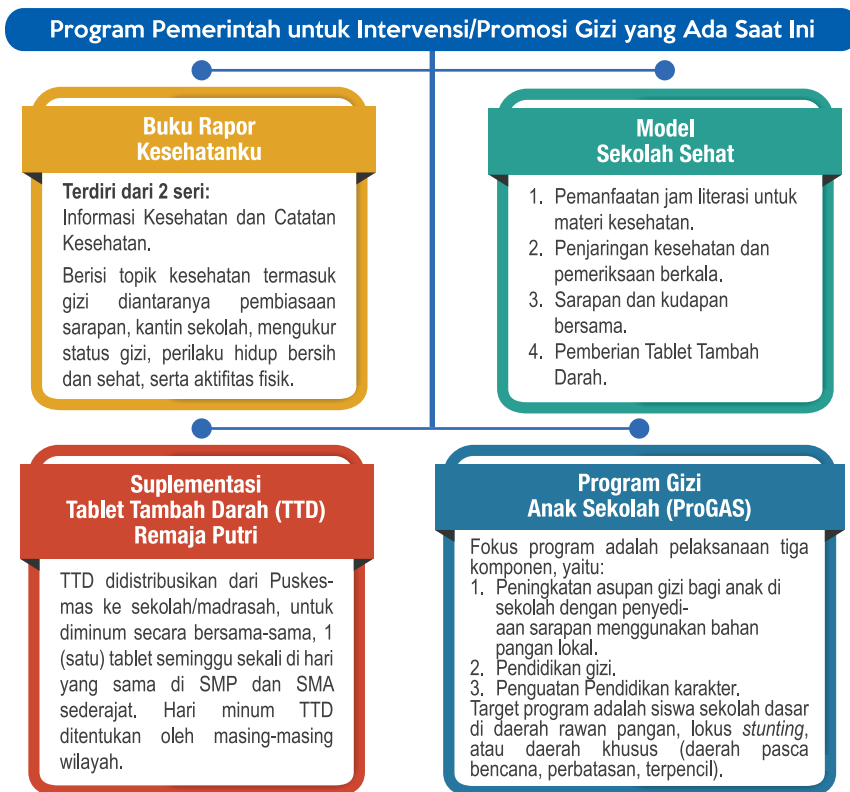 Program Pemerintah untuk Intervensi/Promosi Gizi yang Ada Saat Ini
Buku Rapor
Kesehatanku
Terdiri dari 2 seri:
Informasi Kesehatan dan Catatan
Kesehatan.
Berisi topik kesehatan termasuk
gizi diantaranya pembiasaan
sarapan, kantin sekolah, mengukur
status gizi, perilaku hidup bersih
dan sehat, serta aktifitas fisik.
Model
Sekolah Sehat
1. Pemanfaatan jam literasi untuk
materi kesehatan.
2. Penjaringan kesehatan dan
pemeriksaan berkala.
3. Sarapan dan kudapan
bersama.
4. Pemberian Tablet Tambah
Darah.
Suplementasi
Tablet Tambah Darah (TTD)
Remaja Putri
TTD didistribusikan dari Puskes-
mas ke sekolah/madrasah, untuk
diminum secara bersama-sama, 1
(satu) tablet seminggu sekali di hari
yang sama di SMP dan SMA
sederajat. Hari minum TTD
ditentukan oleh masing-masing
wilayah.
Program Gizi
Anak Sekolah (ProGAS)
Fokus program adalah pelaksanaan tiga
komponen, yaitu:
1. Peningkatan asupan gizi bagi anak di
sekolah dengan penyedi-
aan sarapan menggunakan bahan
pangan lokal.
2. Pendidikan gizi.
3. Penguatan Pendidikan karakter.
Target program adalah siswa sekolah dasar
di daerah rawan pangan, lokus stunting,
atau daerah khusus (daerah pasca
bencana, perbatasan, terpencil).